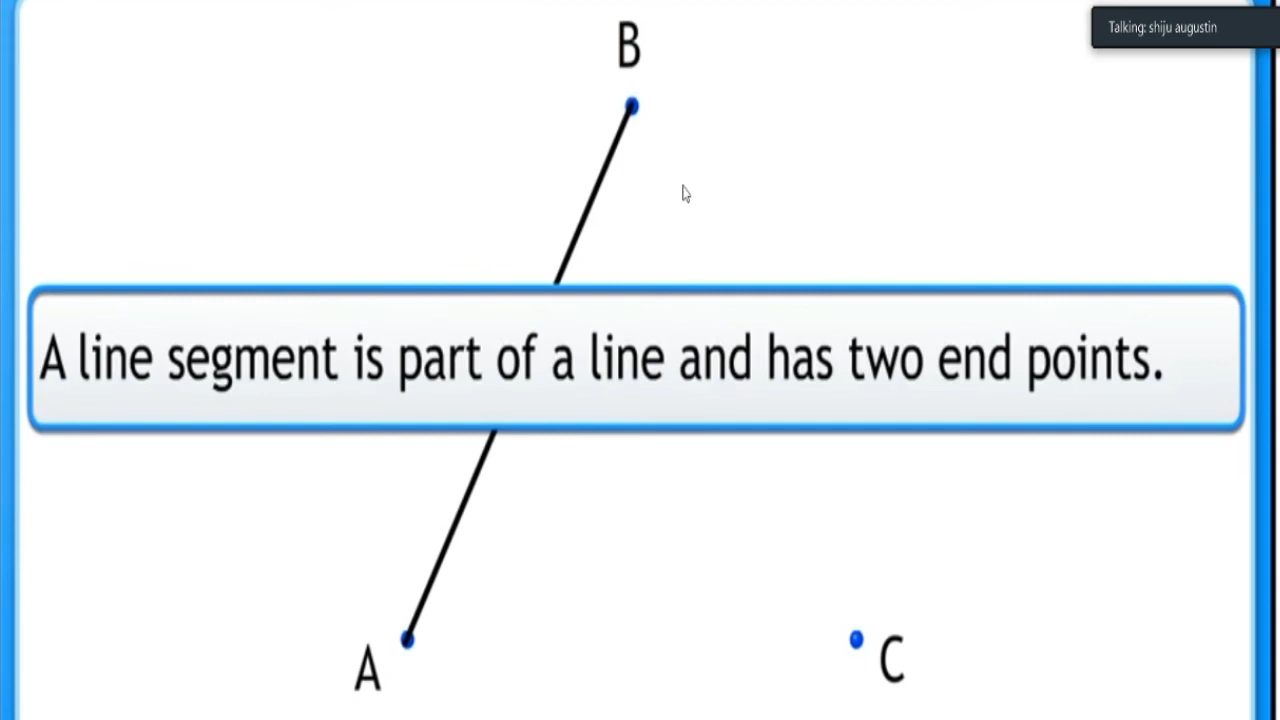 Talking: shiju augustin
B
A line segment is part of a line and has two end points.
A
C